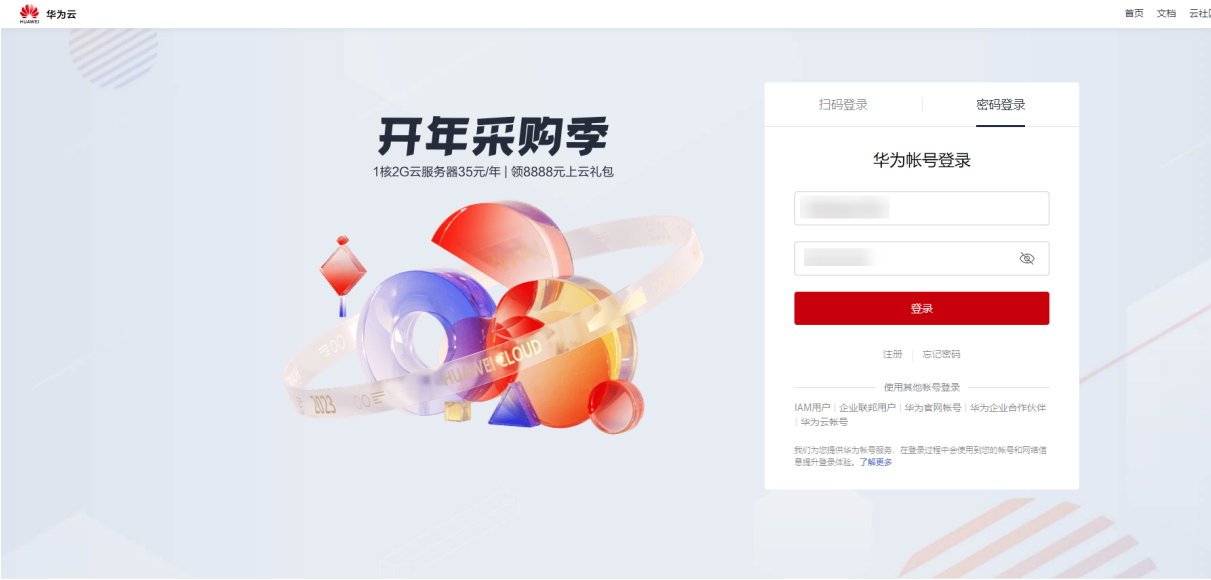 HUAWEI
华为云
首页 文档
开年采购季
1核2G云服务器35元/年 | 领8888元上云礼包
HUAWEI CLOUD
2023
扫码登录 密码登录
华为帐号登录
登录
注册 | 忘记密码
使用其他帐号登录
IAM用户 | 企业联邦用户 | 华为官网帐号 | 华为企业合作伙伴
| 华为云帐号
我们为您提供华为帐号服务，在登录过程中会使用到您的帐号和网络信
息提升登录体验。了解更多